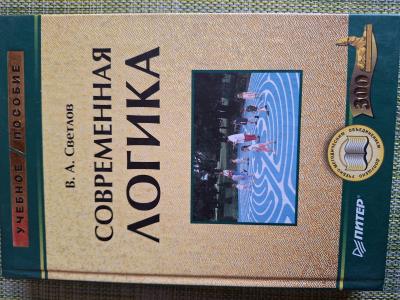 УЧЕБНОЕ ПОСОБИЕ
В. А. Светлов
СОВРЕМЕННАЯ
ЛОГИКА
300
ПИТЕР